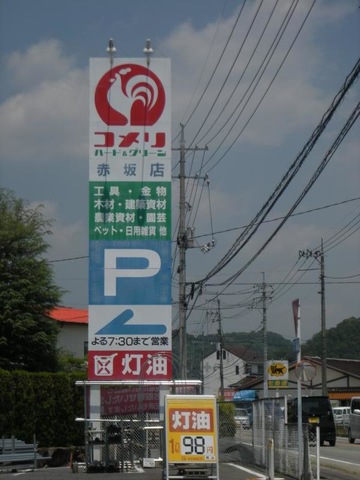 コメリ
ハード&グリーン
赤坂店
工具・金物
木材・建築資材
農業資材・園芸
ペット・日用雑貨 他
P
よる7:30まで営業
灯油
灯油
98